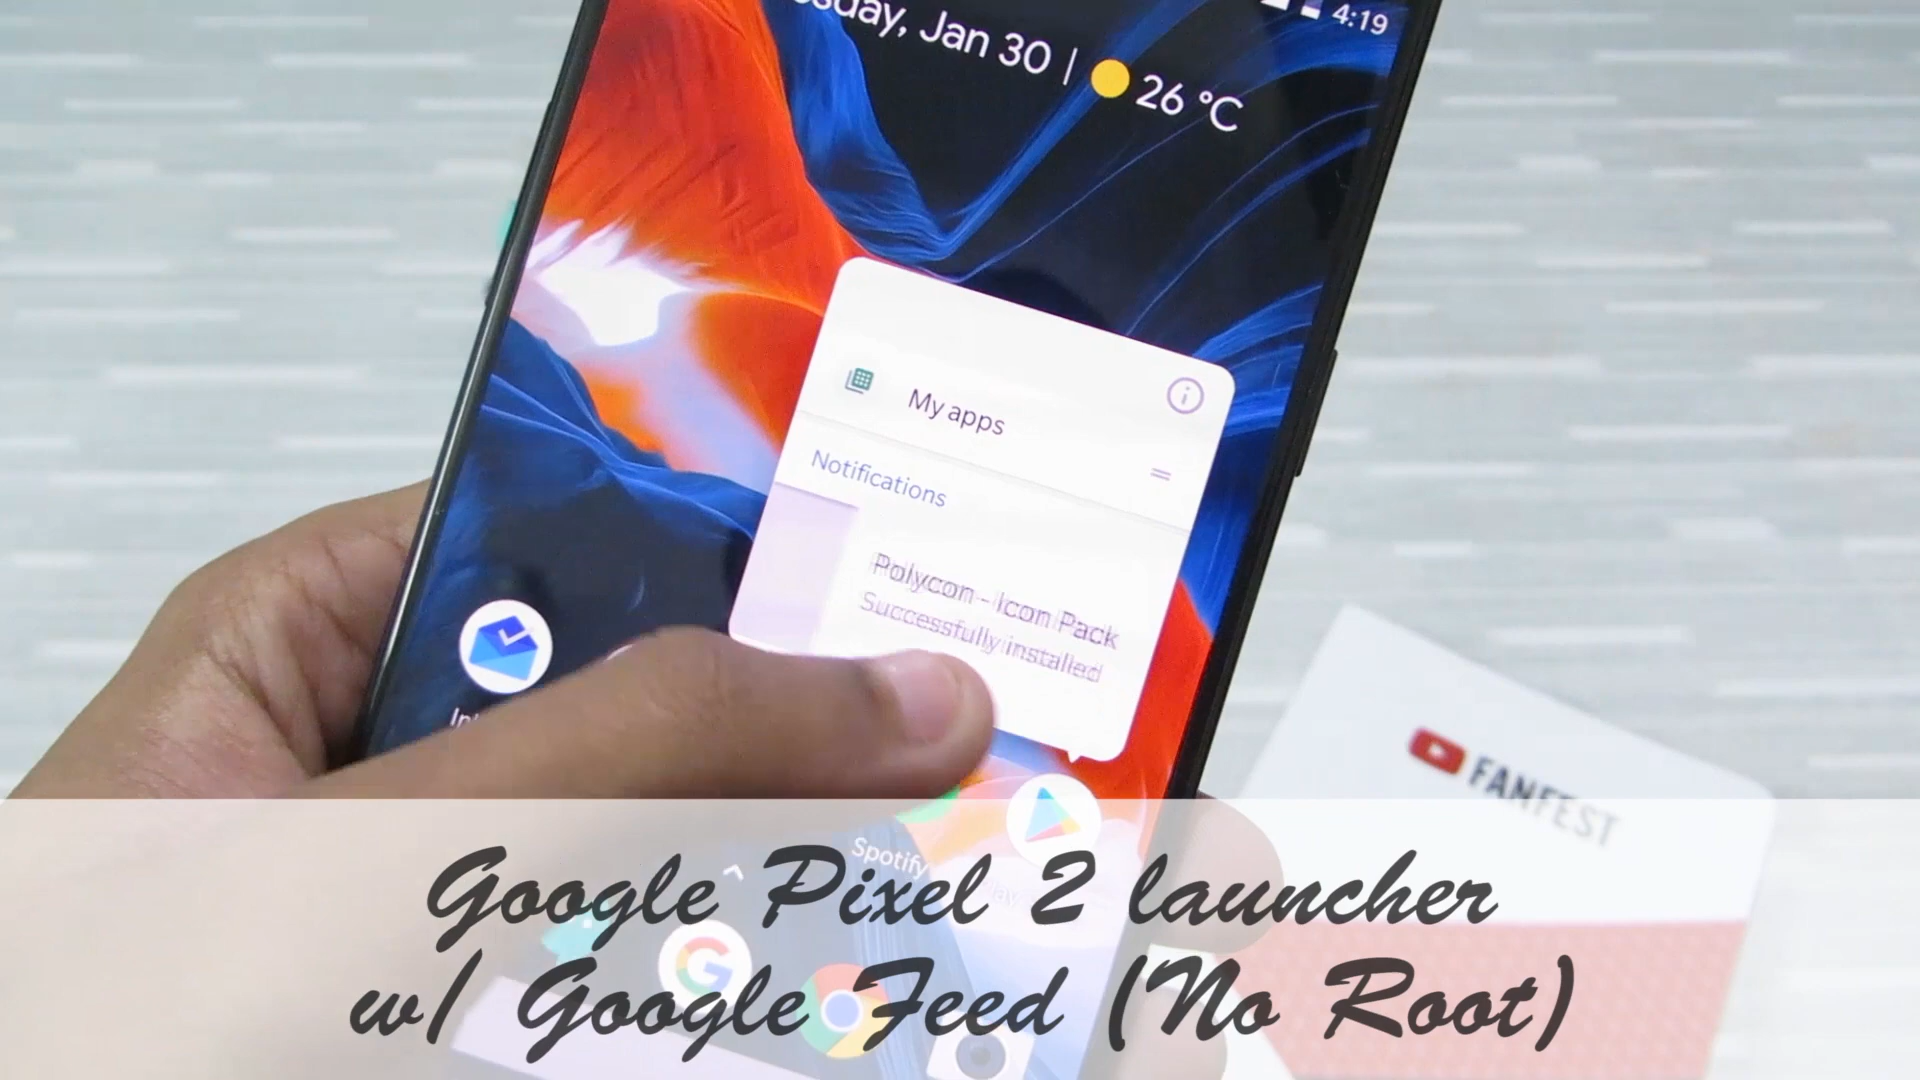 Jan 30 | 26 °C
4:19
My apps
Notifications
Polycon - Icon Pack
Successfully installed
FANFEST
Spotify
Google Pixel 2 launcher
w/ Google Feed (No Root)